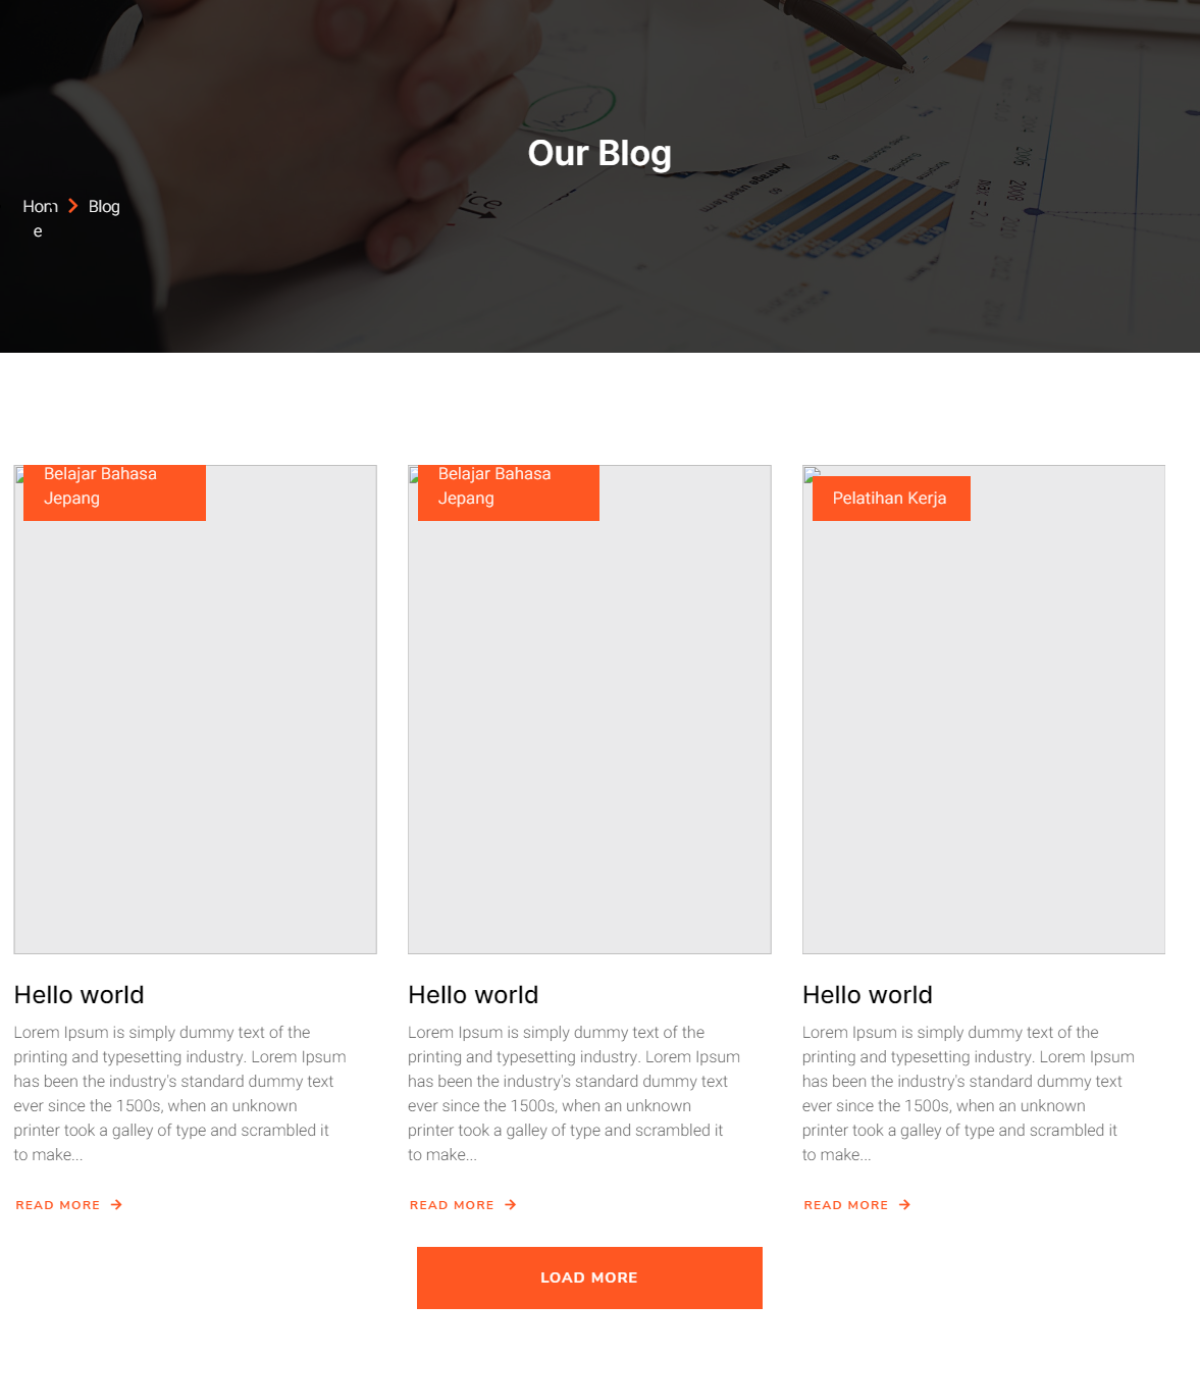 Our Blog
Hom
e
Blog
Belajar Bahasa
Jepang
Belajar Bahasa
Jepang
Pelatihan Kerja
Hello world
Lorem Ipsum is simply dummy text of the
printing and typesetting industry. Lorem Ipsum
has been the industry's standard dummy text
ever since the 1500s, when an unknown
printer took a galley of type and scrambled it
to make...
READ MORE
Hello world
Lorem Ipsum is simply dummy text of the
printing and typesetting industry. Lorem Ipsum
has been the industry's standard dummy text
ever since the 1500s, when an unknown
printer took a galley of type and scrambled it
to make...
READ MORE
Hello world
Lorem Ipsum is simply dummy text of the
printing and typesetting industry. Lorem Ipsum
has been the industry's standard dummy text
ever since the 1500s, when an unknown
printer took a galley of type and scrambled it
to make...
READ MORE
LOAD MORE